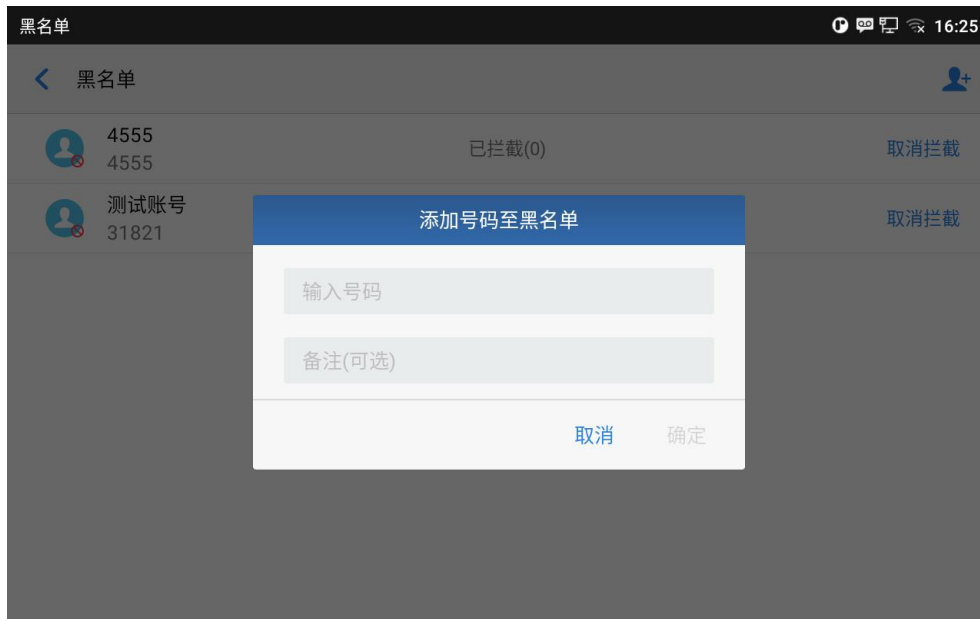 黑名单
16:25
黑名单
4555
4555
已拦截(0)
取消拦截
测试账号
31821
取消拦截
添加号码至黑名单
输入号码
备注(可选)
取消
确定